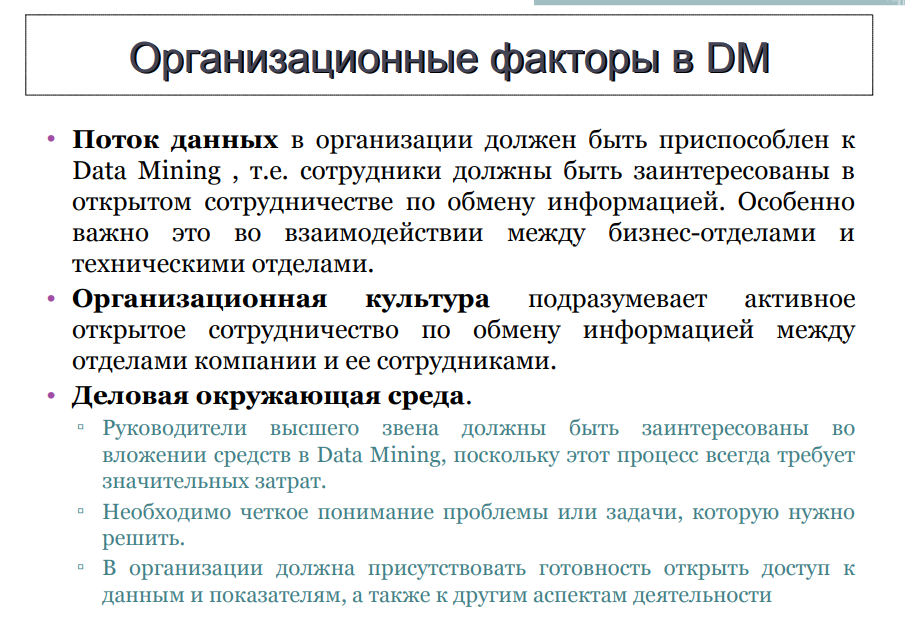 Организационные факторы в DM
• Поток данных в организации должен быть приспособлен к
Data Mining , т.е. сотрудники должны быть заинтересованы в
открытом сотрудничестве по обмену информацией. Особенно
важно это во взаимодействии между бизнес-отделами и
техническими отделами.
• Организационная культура подразумевает активное
открытое сотрудничество по обмену информацией между
отделами компании и ее сотрудниками.
• Деловая окружающая среда.
▫ Руководители высшего звена должны быть заинтересованы во
вложении средств в Data Mining, поскольку этот процесс всегда требует
значительных затрат.
▫ Необходимо четкое понимание проблемы или задачи, которую нужно
решить.
▫ В организации должна присутствовать готовность открыть доступ к
данным и показателям, а также к другим аспектам деятельности